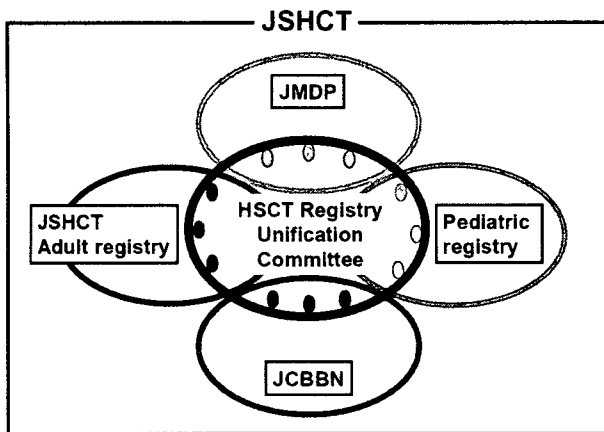 JSHCT
JMDP
JSHCT
Adult registry
HSCT Registry
Unification
Committee
Pediatric
registry
JCBBN